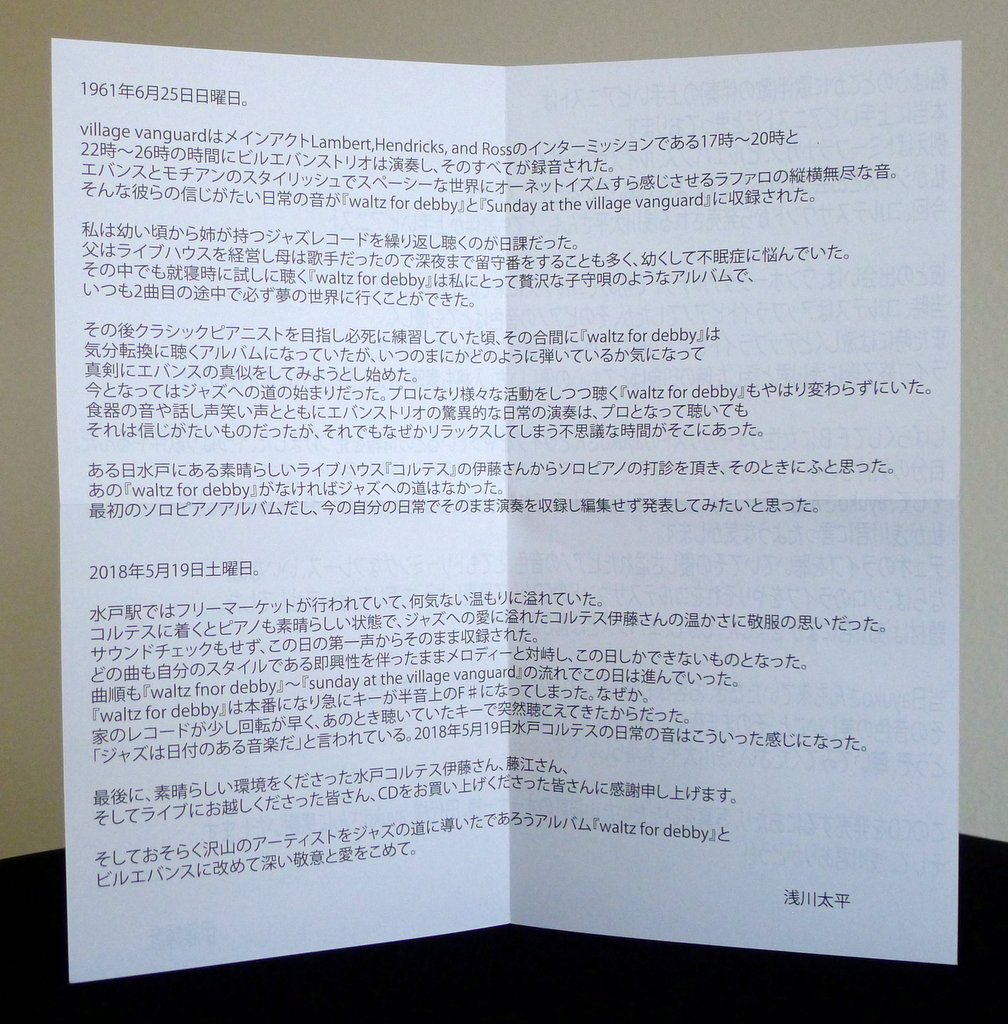 1961年6月25日日曜日。
village vanguardはメインアクトLambert,Hendricks, and Rossのインターミッションである17時～20時と
22時～26時の時間にビルエバンストリオは演奏し、そのすべてが録音された。
エバンスとモチアンのスタイリッシュでスペーシーな世界にオーネットイズムすら感じさせるラファロの縦横無尽な音。
そんな彼らの信じがたい日常の音が『waltz for debby』と『Sunday at the village vanguard』に収録された。
私は幼い頃から姉が持つジャズレコードを繰り返し聴くのが日課だった。
父はライブハウスを経営し母は歌手だったので深夜まで留守番をすることも多く、幼くして不眠症に悩んでいた。
その中でも就寝時に試しに聴く『waltz for debby』は私にとって贅沢な子守唄のようなアルバムで、
いつも2曲目の途中で必ず夢の世界に行くことができた。
その後クラシックピアニストを目指し必死に練習していた頃、その合間に『waltz for debby』は
気分転換に聴くアルバムになっていたが、いつのまにかどのように弾いているか気になって
真剣にエバンスの真似をしてみようとし始めた。
今となってはジャズへの道の始まりだった。プロになり様々な活動をしつつ聴く『waltz for debby』もやはり変わらずにいた。
食器の音や話し声笑い声とともにエバンストリオの驚異的な日常の演奏は、プロとなって聴いても
それは信じがたいものだったが、それでもなぜかリラックスしてしまう不思議な時間がそこにあった。
ある日水戸にある素晴らしいライブハウス『コルテス』の伊藤さんからソロピアノの打診を頂き、そのときにふと思った。
あの『waltz for debby』がなければジャズへの道はなかった。
最初のソロピアノアルバムだし、今の自分の日常でそのまま演奏を収録し編集せず発表してみたいと思った。
2018年5月19日土曜日。
水戸駅ではフリーマーケットが行われていて、何気ない温もりに溢れていた。
コルテスに着くとピアノも素晴らしい状態で、ジャズへの愛に溢れたコルテス伊藤さんの温かさに敬服の思いだった。
サウンドチェックもせず、この日の第一声からそのまま収録された。
どの曲も自分のスタイルである即興性を伴ったままメロディーと対峙し、この日しかできないものとなった。
曲順も『waltz fnor debby』～『sunday at the village vanguard』の流れでこの日は進んでいった。
『waltz for debby』は本番になり急にキーが半音上のF♯になってしまった。なぜか。
家のレコードが少し回転が早く、あのとき聴いていたキーで突然聴こえてきたからだった。
「ジャズは日付のある音楽だ」と言われている。2018年5月19日水戸コルテスの日常の音はこういった感じになった。
最後に、素晴らしい環境をくださった水戸コルテス伊藤さん、藤江さん、
そしてライブにお越しくださった皆さん、CDをお買い上げくださった皆さんに感謝申し上げます。
そしておそらく沢山のアーティストをジャズの道に導いたであろうアルバム『waltz for debby』と
ビルエバンスに改めて深い敬意と愛をこめて。
浅川太平